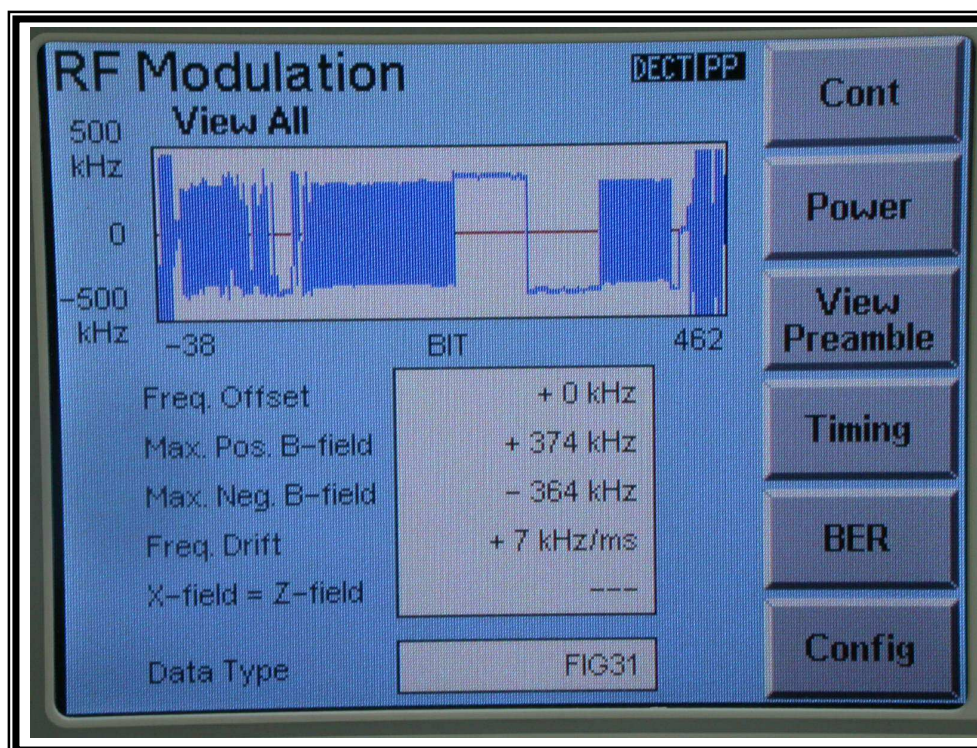 RF Modulation
DECT PP
View All
500
kHz
0
-500
kHz
-38
BIT
462
Freq. Offset
+ 0 kHz
Max. Pos. B-field
+ 374 kHz
Max. Neg. B-field
- 364 kHz
Freq. Drift
+ 7 kHz/ms
X-field = Z-field
---
Data Type
FIG31
Cont
Power
View
Preamble
Timing
BER
Config